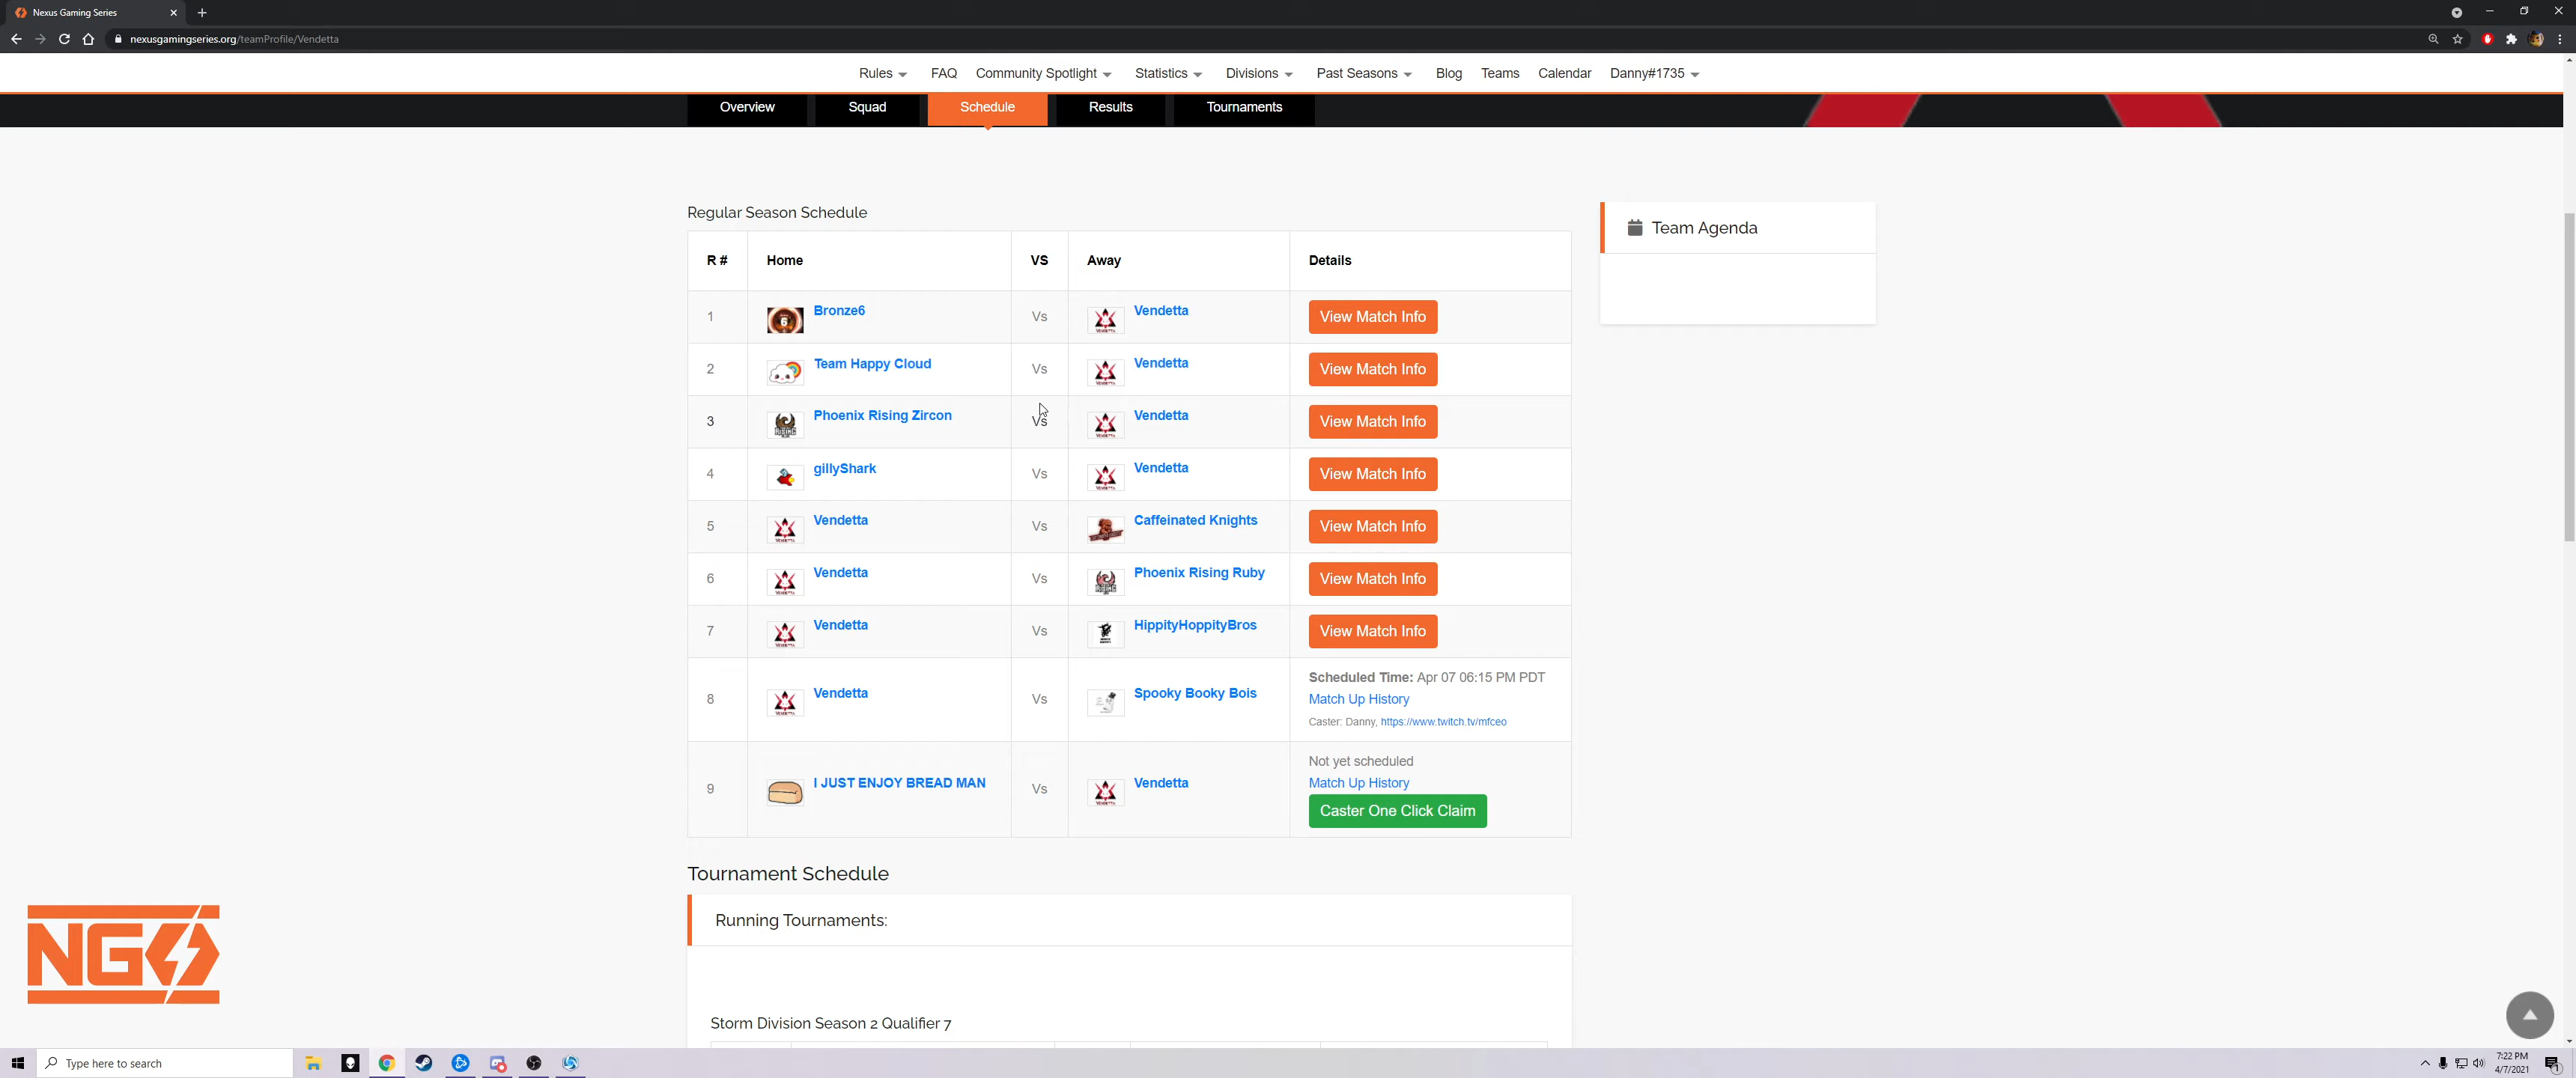 Nexus Gaming Series
nexusgamingseries.org/teamProfile/Vendetta
Rules FAQ Community Spotlight Statistics Divisions Past Seasons Blog Teams Calendar Danny#1735
Overview Squad Schedule Results Tournaments
Regular Season Schedule
Team Agenda
R # Home VS Away Details
1 Bronze6 Vs Vendetta View Match Info
2 Team Happy Cloud Vs Vendetta View Match Info
3 Phoenix Rising Zircon Vs Vendetta View Match Info
4 gillyShark Vs Vendetta View Match Info
5 Vendetta Vs Caffeinated Knights View Match Info
6 Vendetta Vs Phoenix Rising Ruby View Match Info
7 Vendetta Vs HippityHoppityBros View Match Info
8 Vendetta Vs Spooky Booky Bois Scheduled Time: Apr 07 06:15 PM PDT
Match Up History
Caster: Danny, https://www.twitch.tv/mfceo
9 I JUST ENJOY BREAD MAN Vs Vendetta Not yet scheduled
Match Up History
Caster One Click Claim
Tournament Schedule
Running Tournaments:
NGS
Storm Division Season 2 Qualifier 7
Type here to search
7:22 PM
4/7/2021